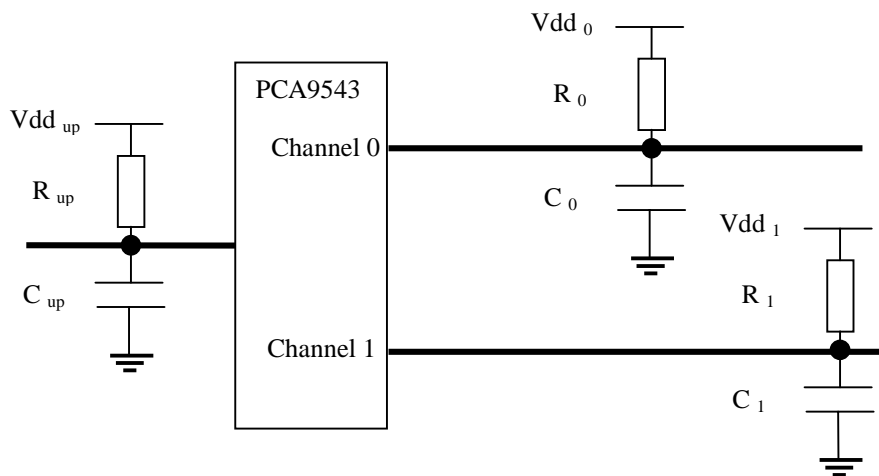 Vdd 0
PCA9543
R 0
Vdd up
Channel 0
R up
C 0
Vdd 1
C up
R 1
Channel 1
C 1